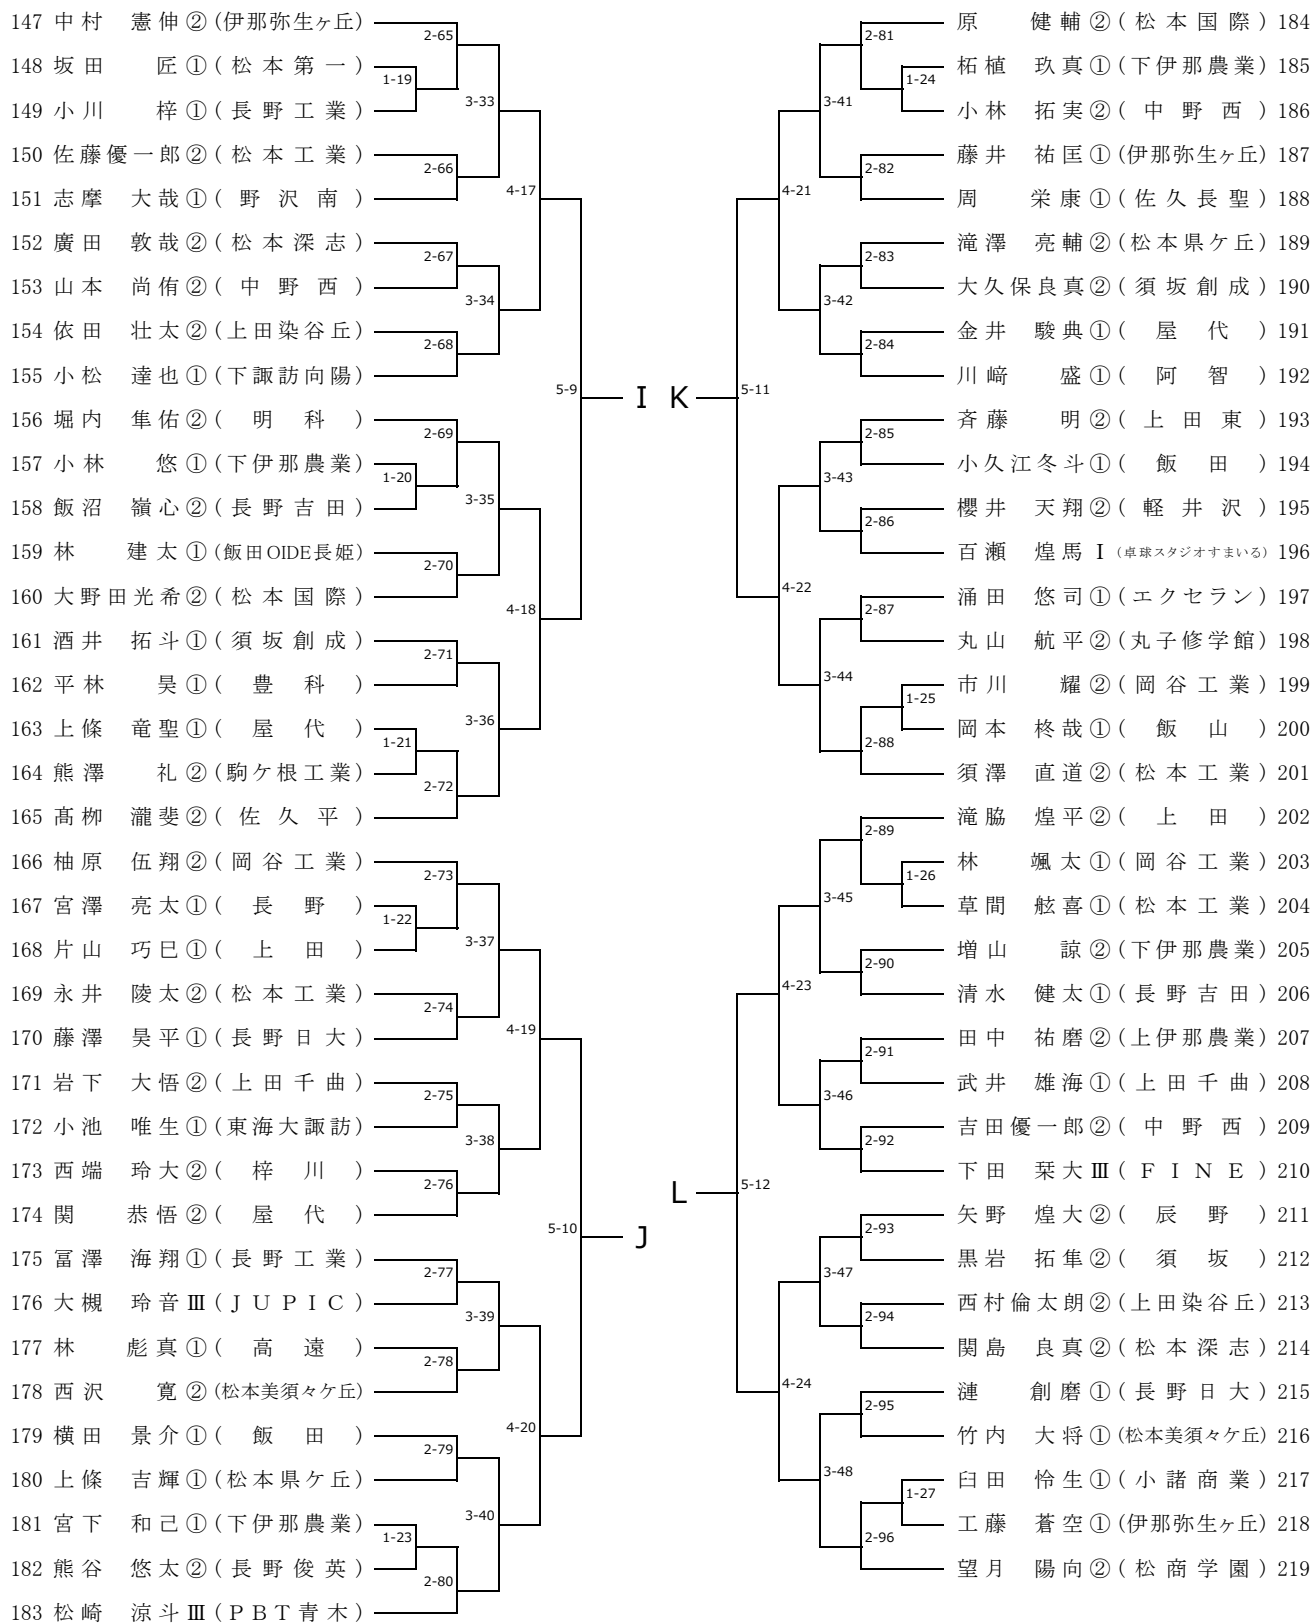 147 中村 憲伸② (伊那弥生ヶ丘)
148 坂田 匠① (松本第一)
149 小川 梓① (長野工業)
150 佐藤優一郎② (松本工業)
151 志摩 大哉① (野沢南)
152 廣田 敦哉② (松本深志)
153 山本 尚侑② (中野西)
154 依田 壮太② (上田染谷丘)
155 小松 達也① (下諏訪向陽)
156 堀内 隼佑② (明科)
157 小林 悠① (下伊那農業)
158 飯沼 嶺心② (長野吉田)
159 林 建太① (飯田OIDE長姫)
160 大野田光希② (松本国際)
161 酒井 拓斗① (須坂創成)
162 平林 昊① (豊科)
163 上條 竜聖① (屋代)
164 熊澤 礼② (駒ケ根工業)
165 髙栁 瀧斐② (佐久平)
166 柚原 伍翔② (岡谷工業)
167 宮澤 亮太① (長野)
168 片山 巧巳① (上田)
169 永井 陵太② (松本工業)
170 藤澤 昊平① (長野日大)
171 岩下 大悟② (上田千曲)
172 小池 唯生① (東海大諏訪)
173 西端 玲大② (梓川)
174 関 恭悟② (屋代)
175 冨澤 海翔① (長野工業)
176 大槻 玲音Ⅲ (JUPIC)
177 林 彪真① (高遠)
178 西沢 寛② (松本美須々ケ丘)
179 横田 景介① (飯田)
180 上條 吉輝① (松本県ケ丘)
181 宮下 和己① (下伊那農業)
182 熊谷 悠太② (長野俊英)
183 松崎 涼斗Ⅲ (PBT青木)
2-65
1-19
3-33
2-66
4-17
2-67
3-34
2-68
5-9
2-69
1-20
3-35
2-70
4-18
2-71
3-36
1-21
2-72
2-73
1-22
3-37
2-74
4-19
2-75
3-38
2-76
5-10
2-77
3-39
2-78
4-20
2-79
3-40
1-23
2-80
I K
J
L
2-81
1-24
3-41
2-82
4-21
2-83
3-42
2-84
5-11
2-85
3-43
2-86
4-22
2-87
3-44
1-25
2-88
2-89
1-26
3-45
2-90
4-23
2-91
3-46
2-92
5-12
2-93
3-47
2-94
4-24
2-95
3-48
1-27
2-96
原 健輔② (松本国際) 184
柘植 玖真① (下伊那農業) 185
小林 拓実② (中野西) 186
藤井 祐匡① (伊那弥生ヶ丘) 187
周 栄康① (佐久長聖) 188
滝澤 亮輔② (松本県ケ丘) 189
大久保良真② (須坂創成) 190
金井 駿典① (屋代) 191
川﨑 盛① (阿智) 192
斉藤 明② (上田東) 193
小久江冬斗① (飯田) 194
櫻井 天翔② (軽井沢) 195
百瀬 煌馬Ⅰ (卓球スタジオすまいる) 196
涌田 悠司① (エクセラン) 197
丸山 航平② (丸子修学館) 198
市川 耀② (岡谷工業) 199
岡本 柊哉① (飯山) 200
須澤 直道② (松本工業) 201
滝脇 煌平② (上田) 202
林 颯太① (岡谷工業) 203
草間 舷喜① (松本工業) 204
増山 諒② (下伊那農業) 205
清水 健太① (長野吉田) 206
田中 祐磨② (上伊那農業) 207
武井 雄海① (上田千曲) 208
吉田優一郎② (中野西) 209
下田 栞大Ⅲ (FINE) 210
矢野 煌大② (辰野) 211
黒岩 拓隼② (須坂) 212
西村倫太朗② (上田染谷丘) 213
関島 良真② (松本深志) 214
漣 創磨① (長野日大) 215
竹内 大将① (松本美須々ケ丘) 216
臼田 怜生① (小諸商業) 217
工藤 蒼空① (伊那弥生ヶ丘) 218
望月 陽向② (松商学園) 219